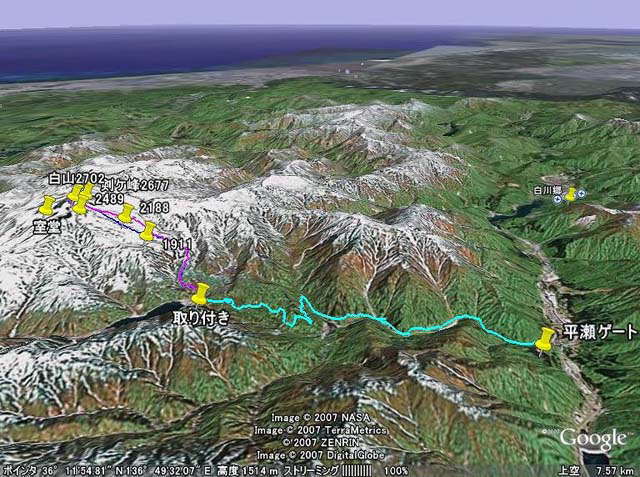 白山2702
剣ケ峰2677
2489
2188
室堂
1911
白川郷
取り付き
平瀬ゲート
Image © 2007 NASA
Image © 2007 TerraMetrics
© 2007 ZENRIN
Image © 2007 DigitalGlobe
©2007 Google™
ポインタ 36° 11'54.81" N 136° 49'32.07" E 高度 1514 m ストリーミング |||||||||| 100% 上空 7.57 km